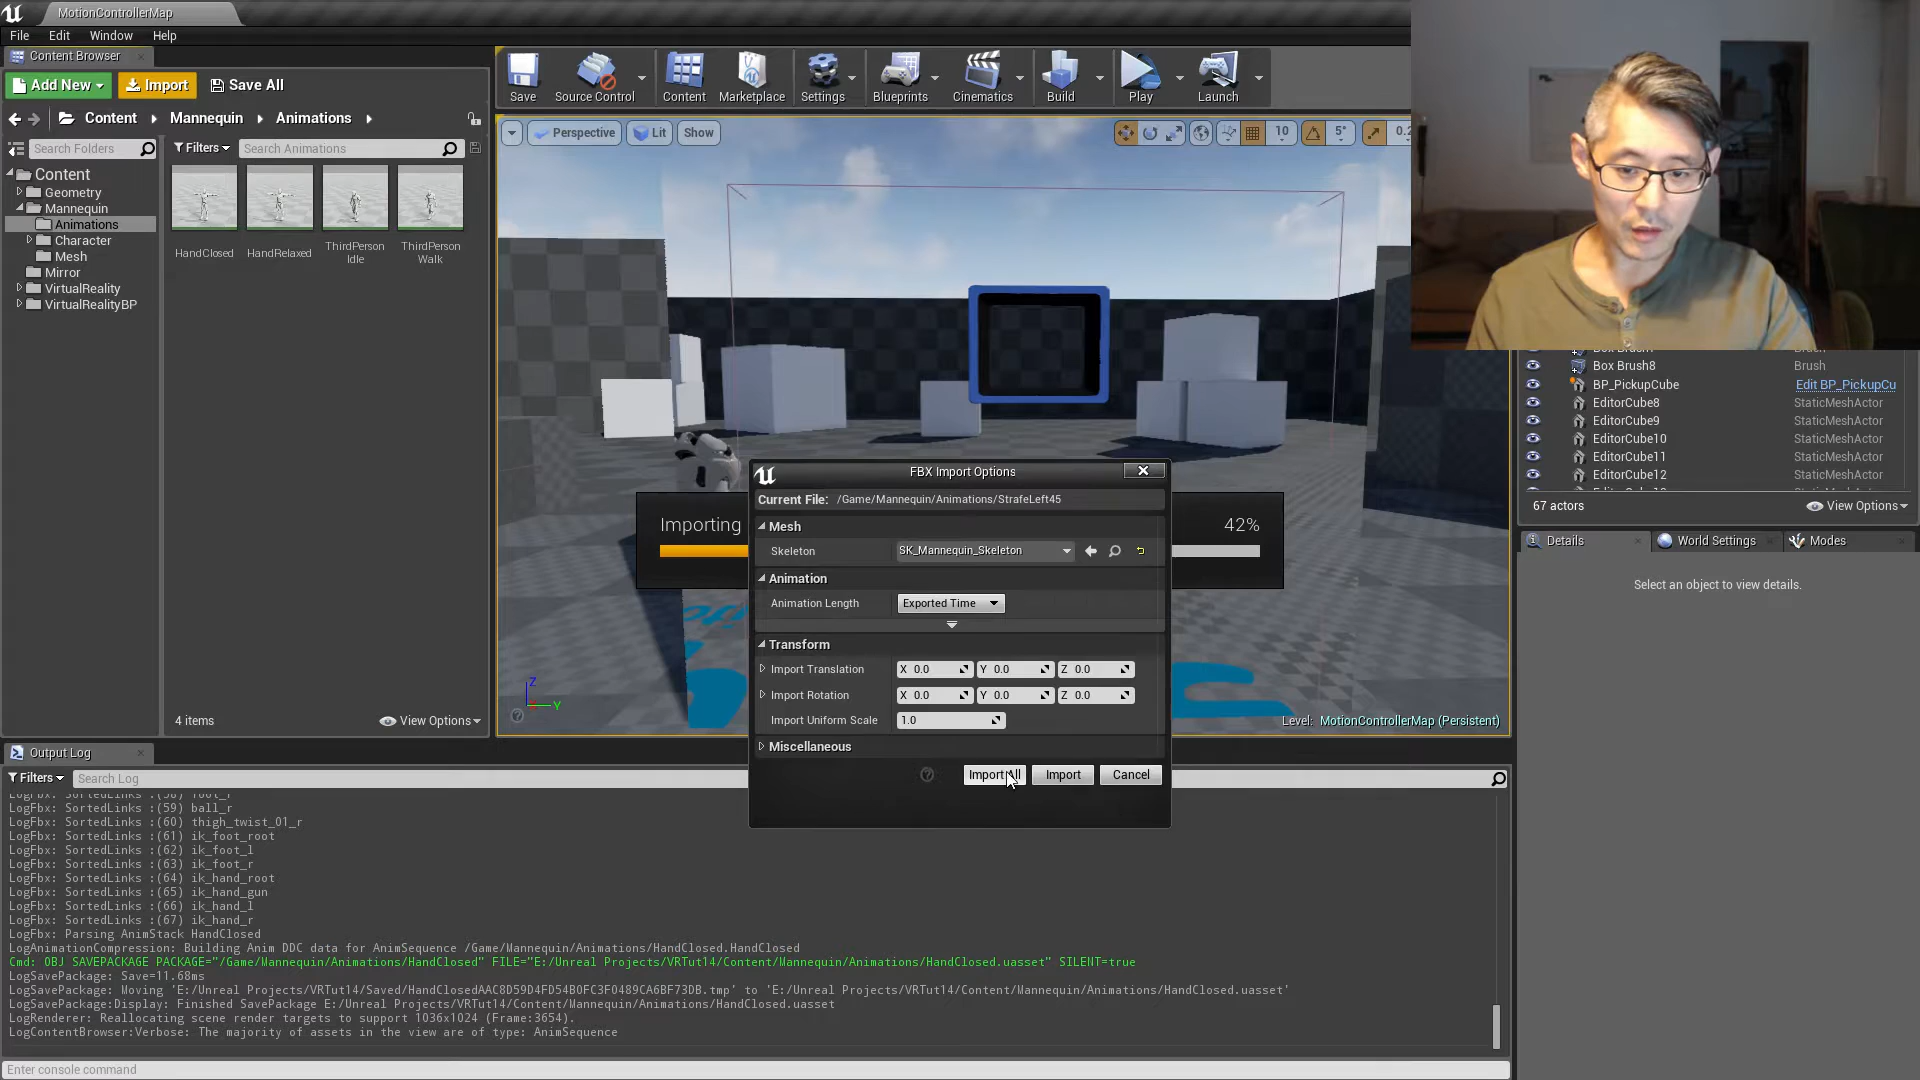 MotionControllerMap
File Edit Window Help
Content Browser
Add New Import Save All
Content Mannequin Animations
Search Folders Filters Search Animations
Content
Geometry
Mannequin
Animations
Character
Mesh
Mirror
VirtualReality
VirtualRealityBP
HandClosed HandRelaxed ThirdPerson Idle ThirdPerson Walk
4 items View Options
Save Source Control Content Marketplace Settings Blueprints Cinematics Build Play Launch
Perspective Lit Show 10 5° 0.2
Importing 42%
FBX Import Options
Current File: /Game/Mannequin/Animations/StrafeLeft45
Mesh
Skeleton SK_Mannequin_Skeleton
Animation
Animation Length Exported Time
Transform
Import Translation X 0.0 Y 0.0 Z 0.0
Import Rotation X 0.0 Y 0.0 Z 0.0
Import Uniform Scale 1.0
Miscellaneous
Import All Import Cancel
Z
Y
Level: MotionControllerMap (Persistent)
Box Brush8 Brush
BP_PickupCube Edit BP_PickupCu
EditorCube8 StaticMeshActor
EditorCube9 StaticMeshActor
EditorCube10 StaticMeshActor
EditorCube11 StaticMeshActor
EditorCube12 StaticMeshActor
67 actors View Options
Details World Settings Modes
Select an object to view details.
Output Log
Filters Search Log
LogFbx: SortedLinks :(58) foot_r
LogFbx: SortedLinks :(59) ball_r
LogFbx: SortedLinks :(60) thigh_twist_01_r
LogFbx: SortedLinks :(61) ik_foot_root
LogFbx: SortedLinks :(62) ik_foot_l
LogFbx: SortedLinks :(63) ik_foot_r
LogFbx: SortedLinks :(64) ik_hand_root
LogFbx: SortedLinks :(65) ik_hand_gun
LogFbx: SortedLinks :(66) ik_hand_l
LogFbx: SortedLinks :(67) ik_hand_r
LogFbx: Parsing AnimStack HandClosed
LogAnimationCompression: Building Anim DDC data for AnimSequence /Game/Mannequin/Animations/HandClosed.HandClosed
Cmd: OBJ SAVEPACKAGE PACKAGE="/Game/Mannequin/Animations/HandClosed" FILE="E:/Unreal Projects/VRTut14/Content/Mannequin/Animations/HandClosed.uasset" SILENT=true
LogSavePackage: Save=11.68ms
LogSavePackage: Moving 'E:/Unreal Projects/VRTut14/Saved/HandClosedAAC8D59D4FD54B0FC3F0489CA6BF73DB.tmp' to 'E:/Unreal Projects/VRTut14/Content/Mannequin/Animations/HandClosed.uasset'
LogSavePackage:Display: Finished SavePackage E:/Unreal Projects/VRTut14/Content/Mannequin/Animations/HandClosed.uasset
LogRenderer: Reallocating scene render targets to support 1036x1024 (Frame:3654).
LogContentBrowser:Verbose: The majority of assets in the view are of type: AnimSequence
Enter console command